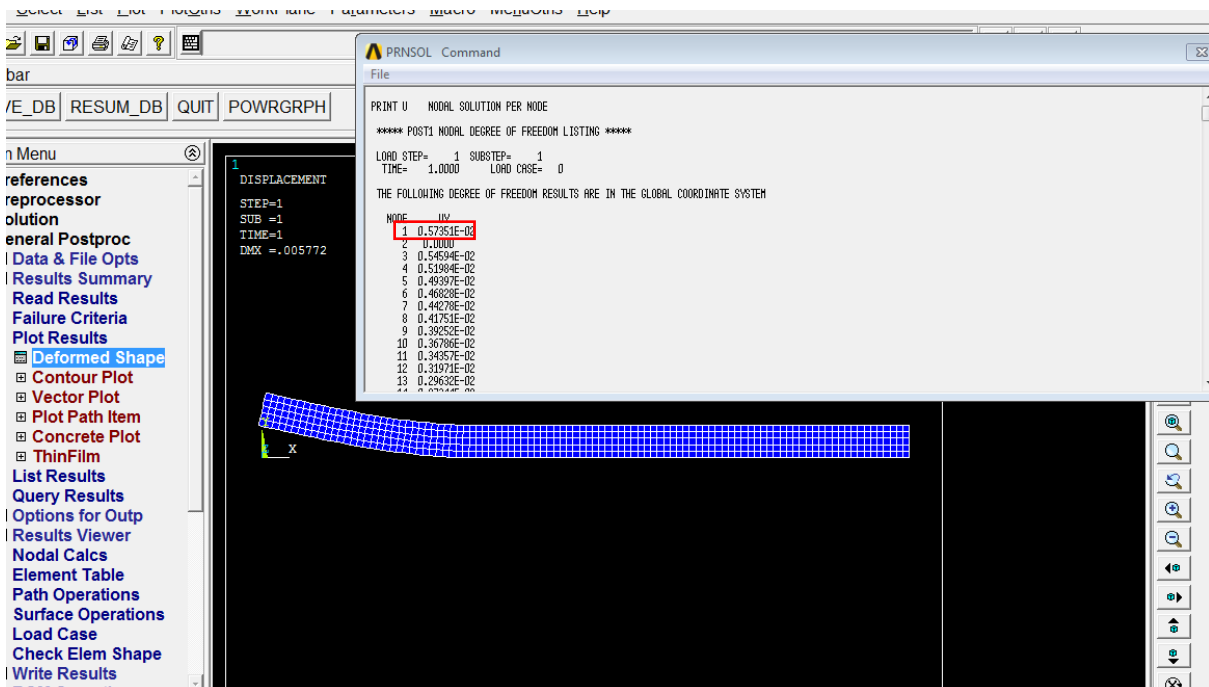 Select List Plot PlotCtrls WorkPlane Parameters Macro MenuCtrls Help
bar
VE_DB RESUM_DB QUIT POWRGRPH
PRNSOL Command
File
PRINT U NODAL SOLUTION PER NODE
***** POST1 NODAL DEGREE OF FREEDOM LISTING *****
LOAD STEP= 1 SUBSTEP= 1
TIME= 1.0000 LOAD CASE= 0
THE FOLLOWING DEGREE OF FREEDOM RESULTS ARE IN THE GLOBAL COORDINATE SYSTEM
NODE UY
1 0.57351E-02
2 0.0000
3 0.54594E-02
4 0.51984E-02
5 0.49397E-02
6 0.46828E-02
7 0.44278E-02
8 0.41751E-02
9 0.39252E-02
10 0.36786E-02
11 0.34357E-02
12 0.31971E-02
13 0.29632E-02
n Menu
references
reprocessor
olution
eneral Postproc
Data & File Opts
Results Summary
Read Results
Failure Criteria
Plot Results
Deformed Shape
Contour Plot
Vector Plot
Plot Path Item
Concrete Plot
ThinFilm
List Results
Query Results
Options for Outp
Results Viewer
Nodal Calcs
Element Table
Path Operations
Surface Operations
Load Case
Check Elem Shape
Write Results
1
DISPLACEMENT
STEP=1
SUB =1
TIME=1
DMX =.005772
X